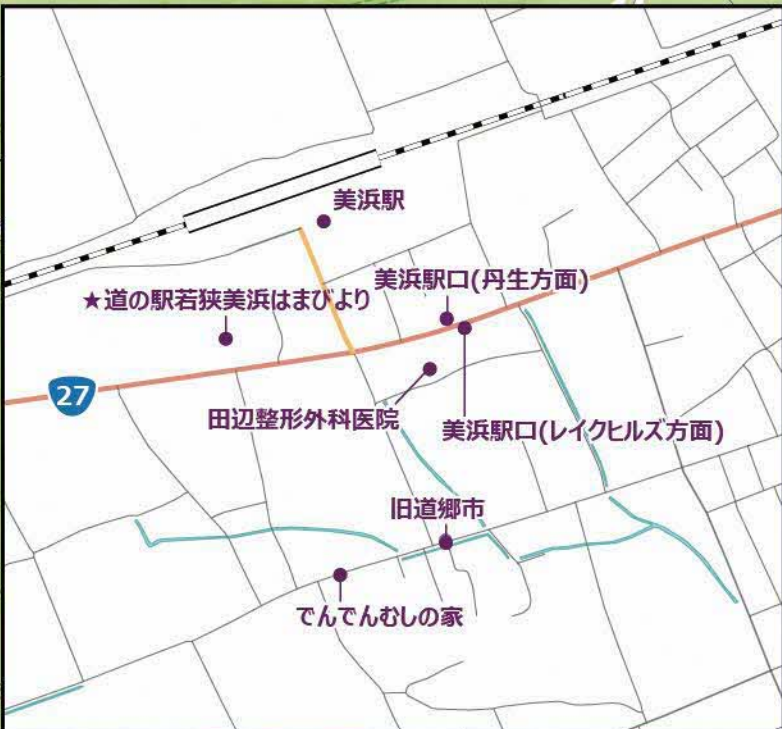 美浜駅
美浜駅口(丹生方面)
★道の駅若狭美浜はまびより
27
田辺整形外科医院
美浜駅口(レイクヒルズ方面)
旧道郷市
でんでんむしの家